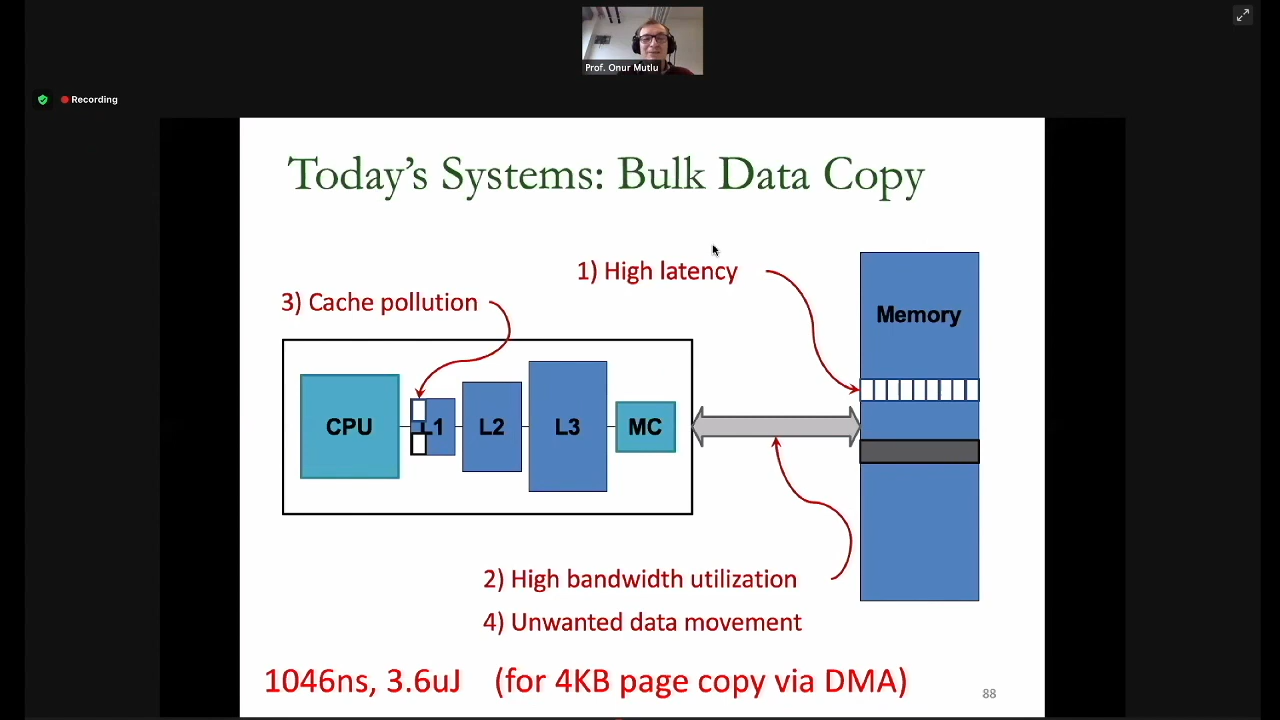 Prof. Onur Mutlu
Recording
Today's Systems: Bulk Data Copy
1) High latency
3) Cache pollution
Memory
CPU
L1
L2
L3
MC
2) High bandwidth utilization
4) Unwanted data movement
1046ns, 3.6uJ (for 4KB page copy via DMA)
88